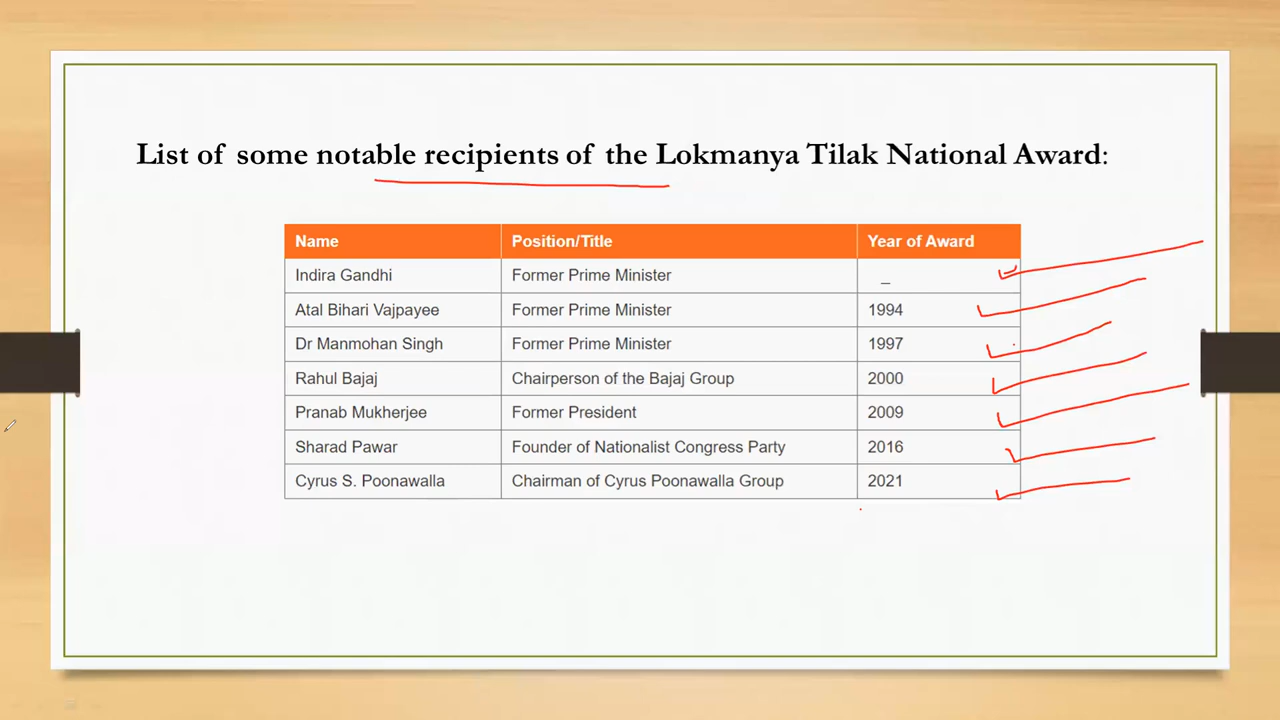 List of some notable recipients of the Lokmanya Tilak National Award:
Name Position/Title Year of Award
Indira Gandhi Former Prime Minister _
Atal Bihari Vajpayee Former Prime Minister 1994
Dr Manmohan Singh Former Prime Minister 1997
Rahul Bajaj Chairperson of the Bajaj Group 2000
Pranab Mukherjee Former President 2009
Sharad Pawar Founder of Nationalist Congress Party 2016
Cyrus S. Poonawalla Chairman of Cyrus Poonawalla Group 2021